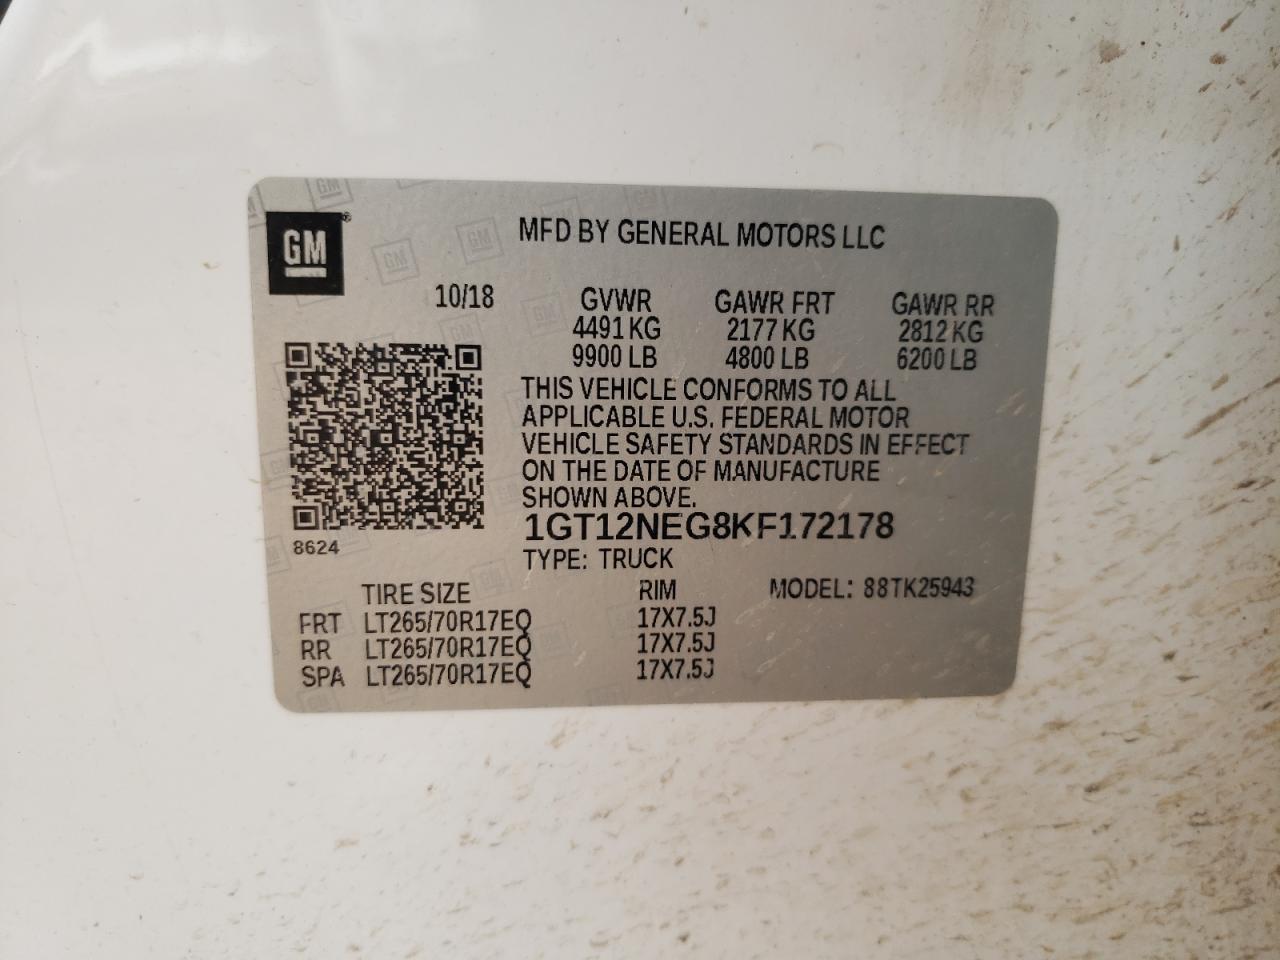 GM
MFD BY GENERAL MOTORS LLC
10/18 GVWR GAWR FRT GAWR RR
4491 KG 2177 KG 2812 KG
9900 LB 4800 LB 6200 LB
THIS VEHICLE CONFORMS TO ALL
APPLICABLE U.S. FEDERAL MOTOR
VEHICLE SAFETY STANDARDS IN EFFECT
ON THE DATE OF MANUFACTURE
SHOWN ABOVE.
1GT12NEG8KF172178
8624
TYPE: TRUCK
TIRE SIZE RIM MODEL: 88TK25943
FRT LT265/70R17EQ 17X7.5J
RR LT265/70R17EQ 17X7.5J
SPA LT265/70R17EQ 17X7.5J